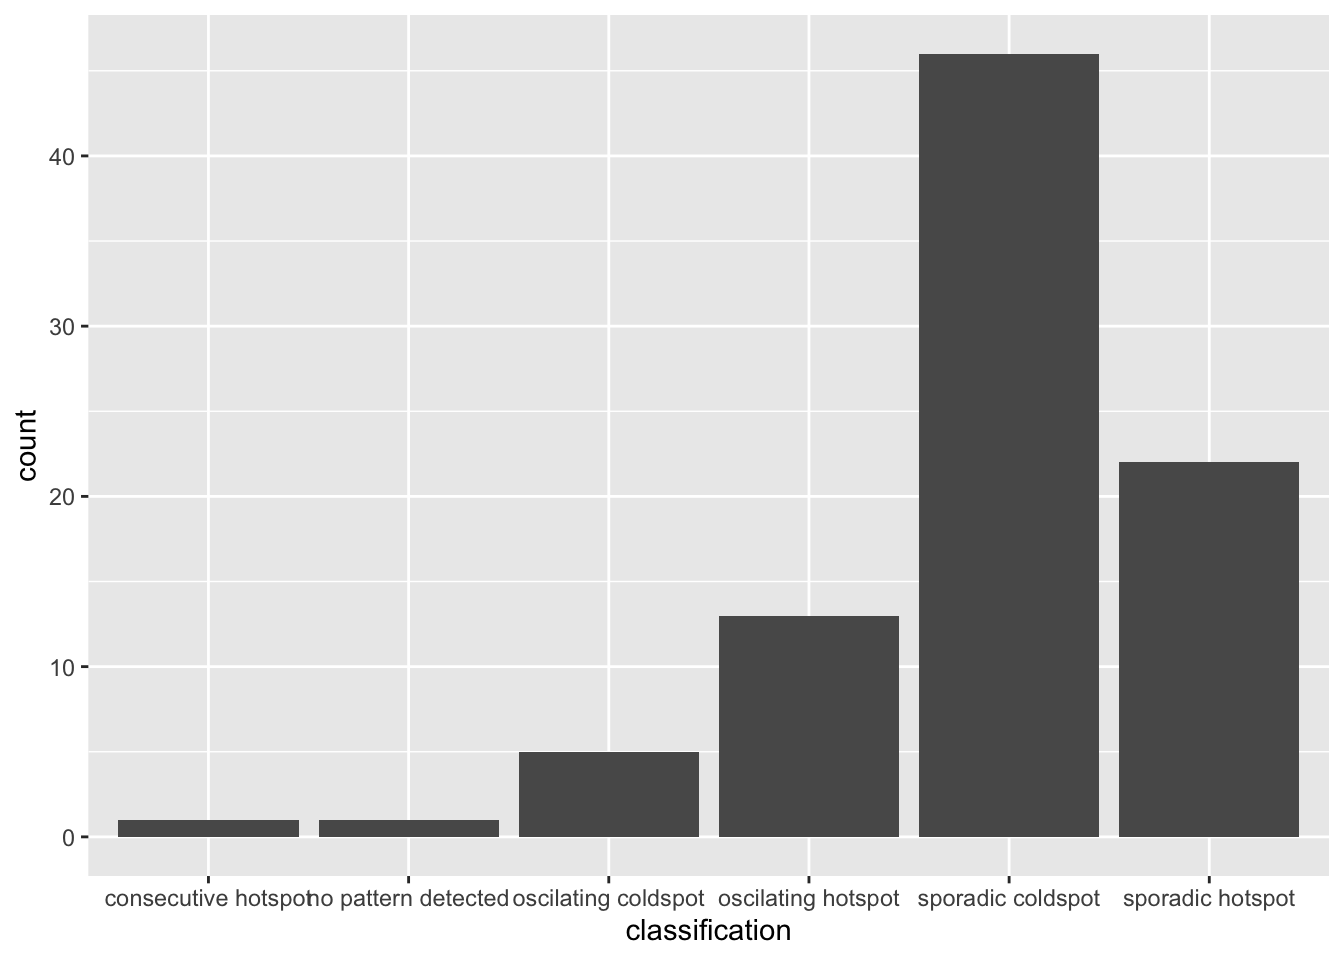 count
40
30
20
10
0
consecutive hotspot
no pattern detected
oscilating coldspot
oscilating hotspot
sporadic coldspot
sporadic hotspot
classification